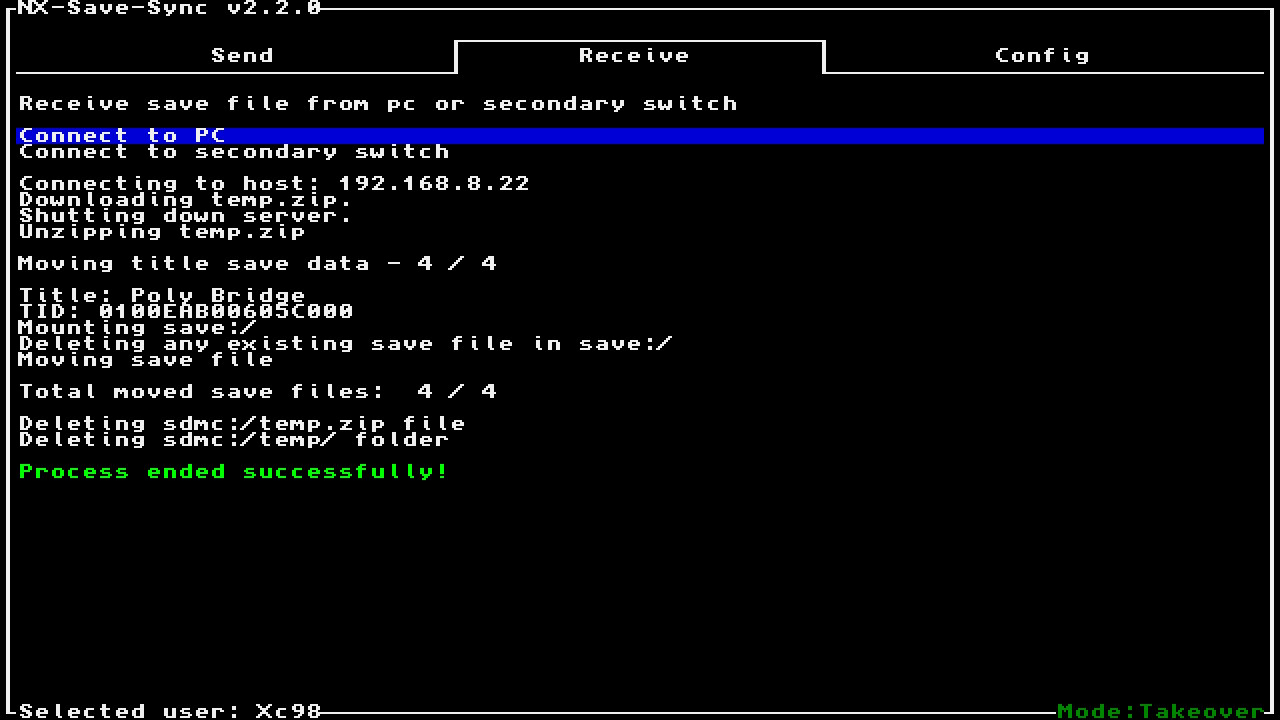 NX-Save-Sync v2.2.0
Send Receive Config
Receive save file from pc or secondary switch
Connect to PC
Connect to secondary switch
Connecting to host: 192.168.8.22
Downloading temp.zip.
Shutting down server.
Unzipping temp.zip
Moving title save data - 4 / 4
Title: Poly Bridge
TID: 0100EAB00605C000
Mounting save:/
Deleting any existing save file in save:/
Moving save file
Total moved save files:  4 / 4
Deleting sdmc:/temp.zip file
Deleting sdmc:/temp/ folder
Process ended successfully!
Selected user: Xc98 Mode:Takeover